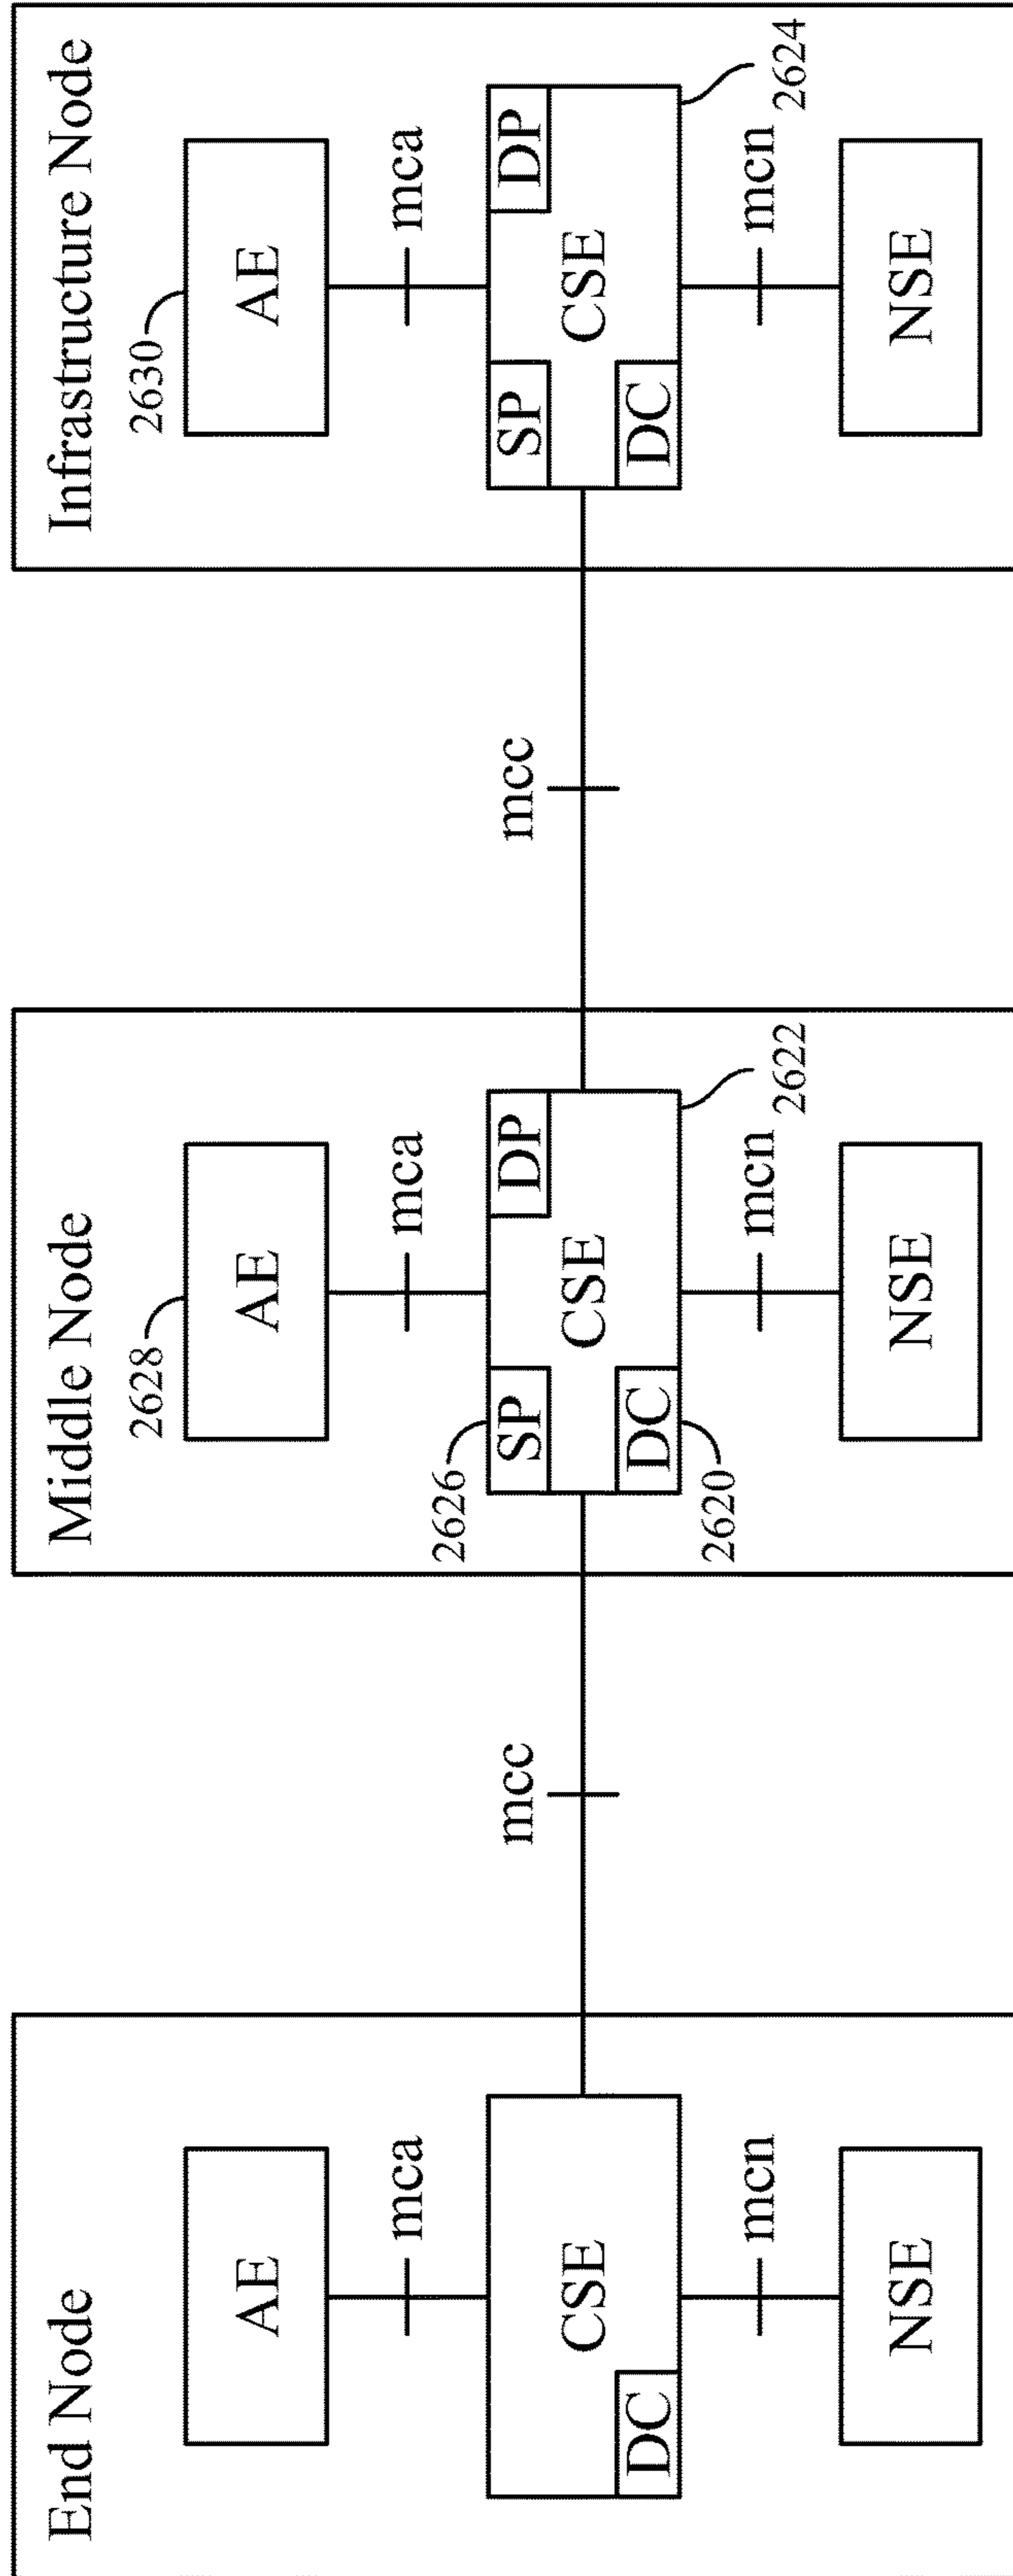 End Node
AE
mca
CSE
DC
mcn
NSE
mcc
Middle Node
2628
AE
mca
2626
SP
DP
CSE
DC
2620
2622
mcn
NSE
mcc
Infrastructure Node
2630
AE
mca
SP
DP
CSE
DC
2624
mcn
NSE